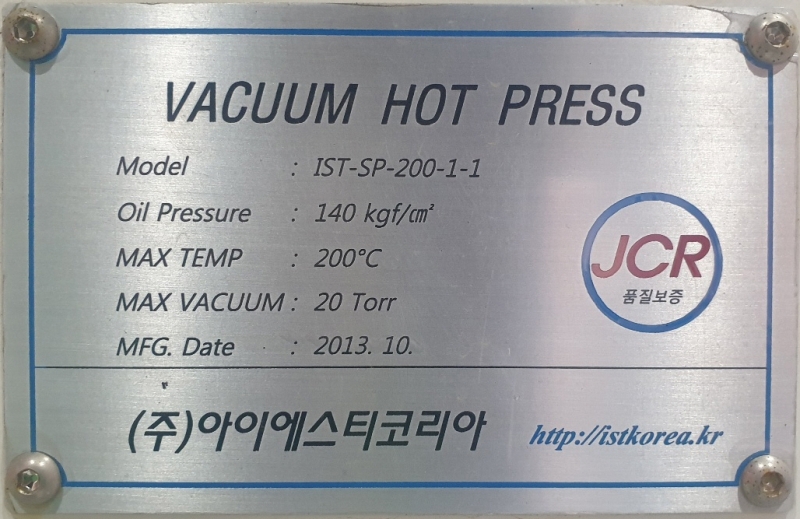 VACUUM HOT PRESS
Model : IST-SP-200-1-1
Oil Pressure : 140 kgf/㎠
MAX TEMP : 200°C
MAX VACUUM : 20 Torr
MFG. Date : 2013. 10.
JCR
품질보증
(주)아이에스티코리아
http://istkorea.kr